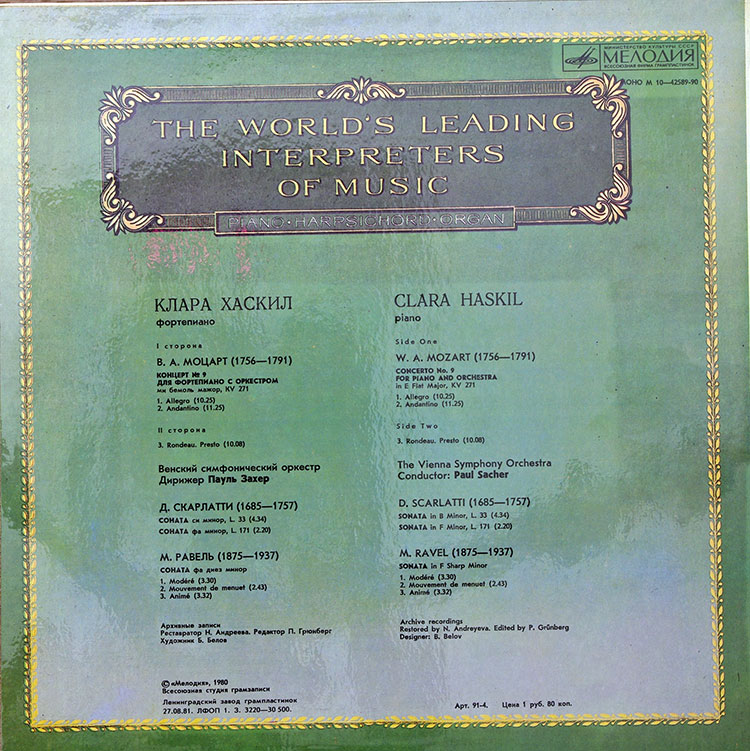 МИНИСТЕРСТВО КУЛЬТУРЫ СССР
МЕЛОДИЯ
ВСЕСОЮЗНАЯ ФИРМА ГРАМПЛАСТИНОК
МОНО М 10—42589-90
THE WORLD'S LEADING
INTERPRETERS
OF MUSIC
PIANO·HARPSICHORD·ORGAN
КЛАРА ХАСКИЛ
фортепиано
I сторона
В. А. МОЦАРТ (1756—1791)
КОНЦЕРТ № 9
ДЛЯ ФОРТЕПИАНО С ОРКЕСТРОМ
ми бемоль мажор, KV 271
1. Allegro (10.25)
2. Andantino (11.25)
II сторона
3. Rondeau. Presto (10.08)
Венский симфонический оркестр
Дирижер Пауль Захер
Д. СКАРЛАТТИ (1685—1757)
СОНАТА си минор, L. 33 (4.34)
СОНАТА фа минор, L. 171 (2.20)
М. РАВЕЛЬ (1875—1937)
СОНАТА фа диез минор
1. Modéré (3.30)
2. Mouvement de menuet (2.43)
3. Animé (3.32)
Архивные записи
Реставратор Н. Андреева. Редактор П. Грюнберг
Художник Б. Белов
CLARA HASKIL
piano
Side One
W. A. MOZART (1756—1791)
CONCERTO No. 9
FOR PIANO AND ORCHESTRA
in E Flat Major, KV 271
1. Allegro (10.25)
2. Andantino (11.25)
Side Two
3. Rondeau. Presto (10.08)
The Vienna Symphony Orchestra
Conductor: Paul Sacher
D. SCARLATTI (1685—1757)
SONATA in B Minor, L. 33 (4.34)
SONATA in F Minor, L. 171 (2.20)
M. RAVEL (1875—1937)
SONATA in F Sharp Minor
1. Modéré (3.30)
2. Mouvement de menuet (2.43)
3. Animé (3.32)
Archive recordings
Restored by N. Andreyeva. Edited by P. Grünberg
Designer: B. Belov
©«Мелодия», 1980
Всесоюзная студия грамзаписи
Ленинградский завод грампластинок
27.08.81. ЛФОП 1. З. 3220—30 500.
Арт. 91-4. Цена 1 руб. 80 коп.